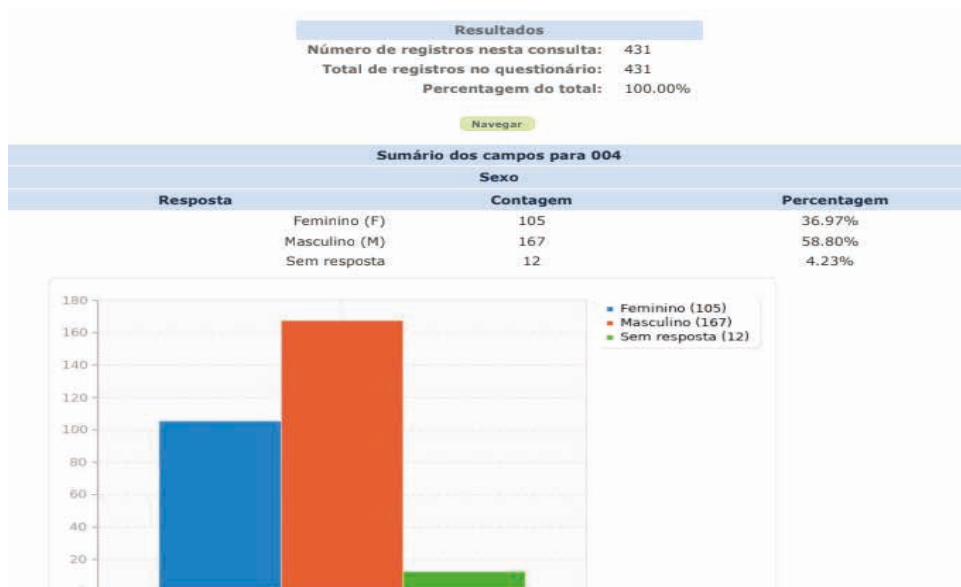 Resultados
Número de registros nesta consulta: 431
Total de registros no questionário: 431
Percentagem do total: 100.00%
Navegar
Sumário dos campos para 004
Sexo
Resposta Contagem Percentagem
Feminino (F) 105 36.97%
Masculino (M) 167 58.80%
Sem resposta 12 4.23%
180
160
140
120
100
80
60
40
20
Feminino (105)
Masculino (167)
Sem resposta (12)